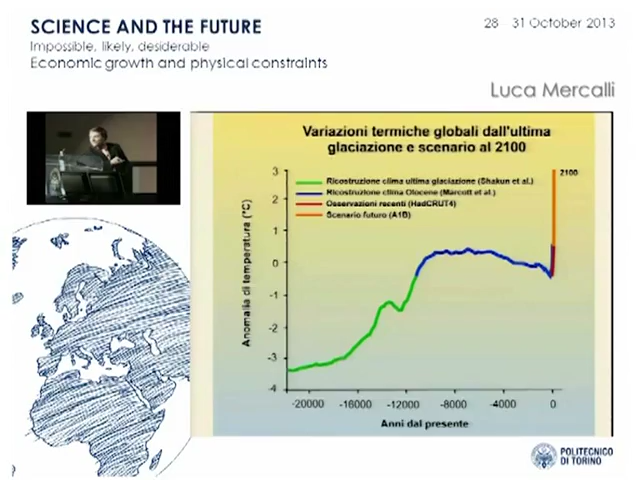 SCIENCE AND THE FUTURE
Impossible, likely, desiderable
Economic growth and physical constraints
28 31 October 2013
Luca Mercalli
Variazioni termiche globali dall'ultima
glaciazione e scenario al 2100
Ricostruzione clima ultima glaciazione (Shakun et al.)
Ricostruzione clima Olocene (Marcott et al.)
Osservazioni recenti (HadCRUT4)
Scenario futuro (A1B)
2100
Anomalia di temperatura (°C)
3
2
1
0
-1
-2
-3
-4
-20000 -16000 -12000 -8000 -4000 0
Anni dal presente
POLITECNICO
DI TORINO